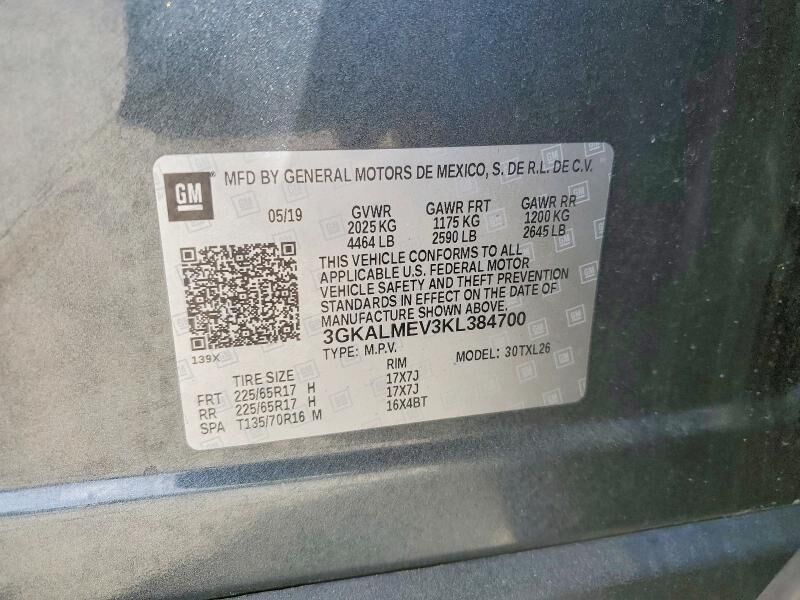 GM
MFD BY GENERAL MOTORS DE MEXICO, S. DE R.L. DE C.V.
05/19 GVWR GAWR FRT GAWR RR
2025 KG 1175 KG 1200 KG
4464 LB 2590 LB 2645 LB
THIS VEHICLE CONFORMS TO ALL
APPLICABLE U.S. FEDERAL MOTOR
VEHICLE SAFETY AND THEFT PREVENTION
STANDARDS IN EFFECT ON THE DATE OF
MANUFACTURE SHOWN ABOVE.
3GKALMEV3KL384700
139X
TYPE: M.P.V. MODEL: 30TXL26
TIRE SIZE RIM
FRT 225/65R17 H 17X7J
RR 225/65R17 H 17X7J
SPA T135/70R16 M 16X4BT